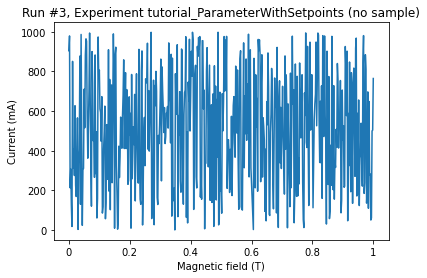 Run #3, Experiment tutorial_ParameterWithSetpoints (no sample)
1000
800
600
400
200
0
Current (mA)
0 0.2 0.4 0.6 0.8 1
Magnetic field (T)